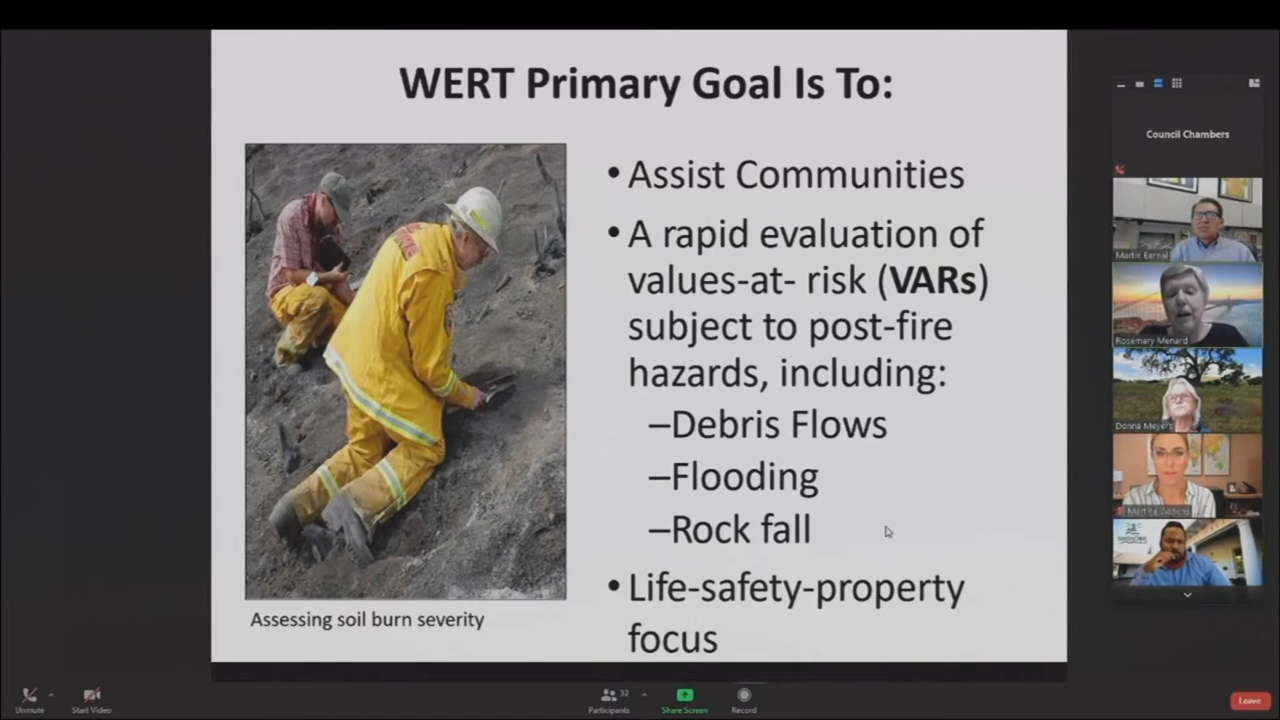 WERT Primary Goal Is To:
• Assist Communities
• A rapid evaluation of
values-at- risk (VARs)
subject to post-fire
hazards, including:
–Debris Flows
–Flooding
–Rock fall
• Life-safety-property
focus
Assessing soil burn severity
Council Chambers
Martin Bernal
Rosemary Menard
Donna Meyers
Martine Watkins
Unmute
Start Video
32
Participants
Share Screen
Record
Leave